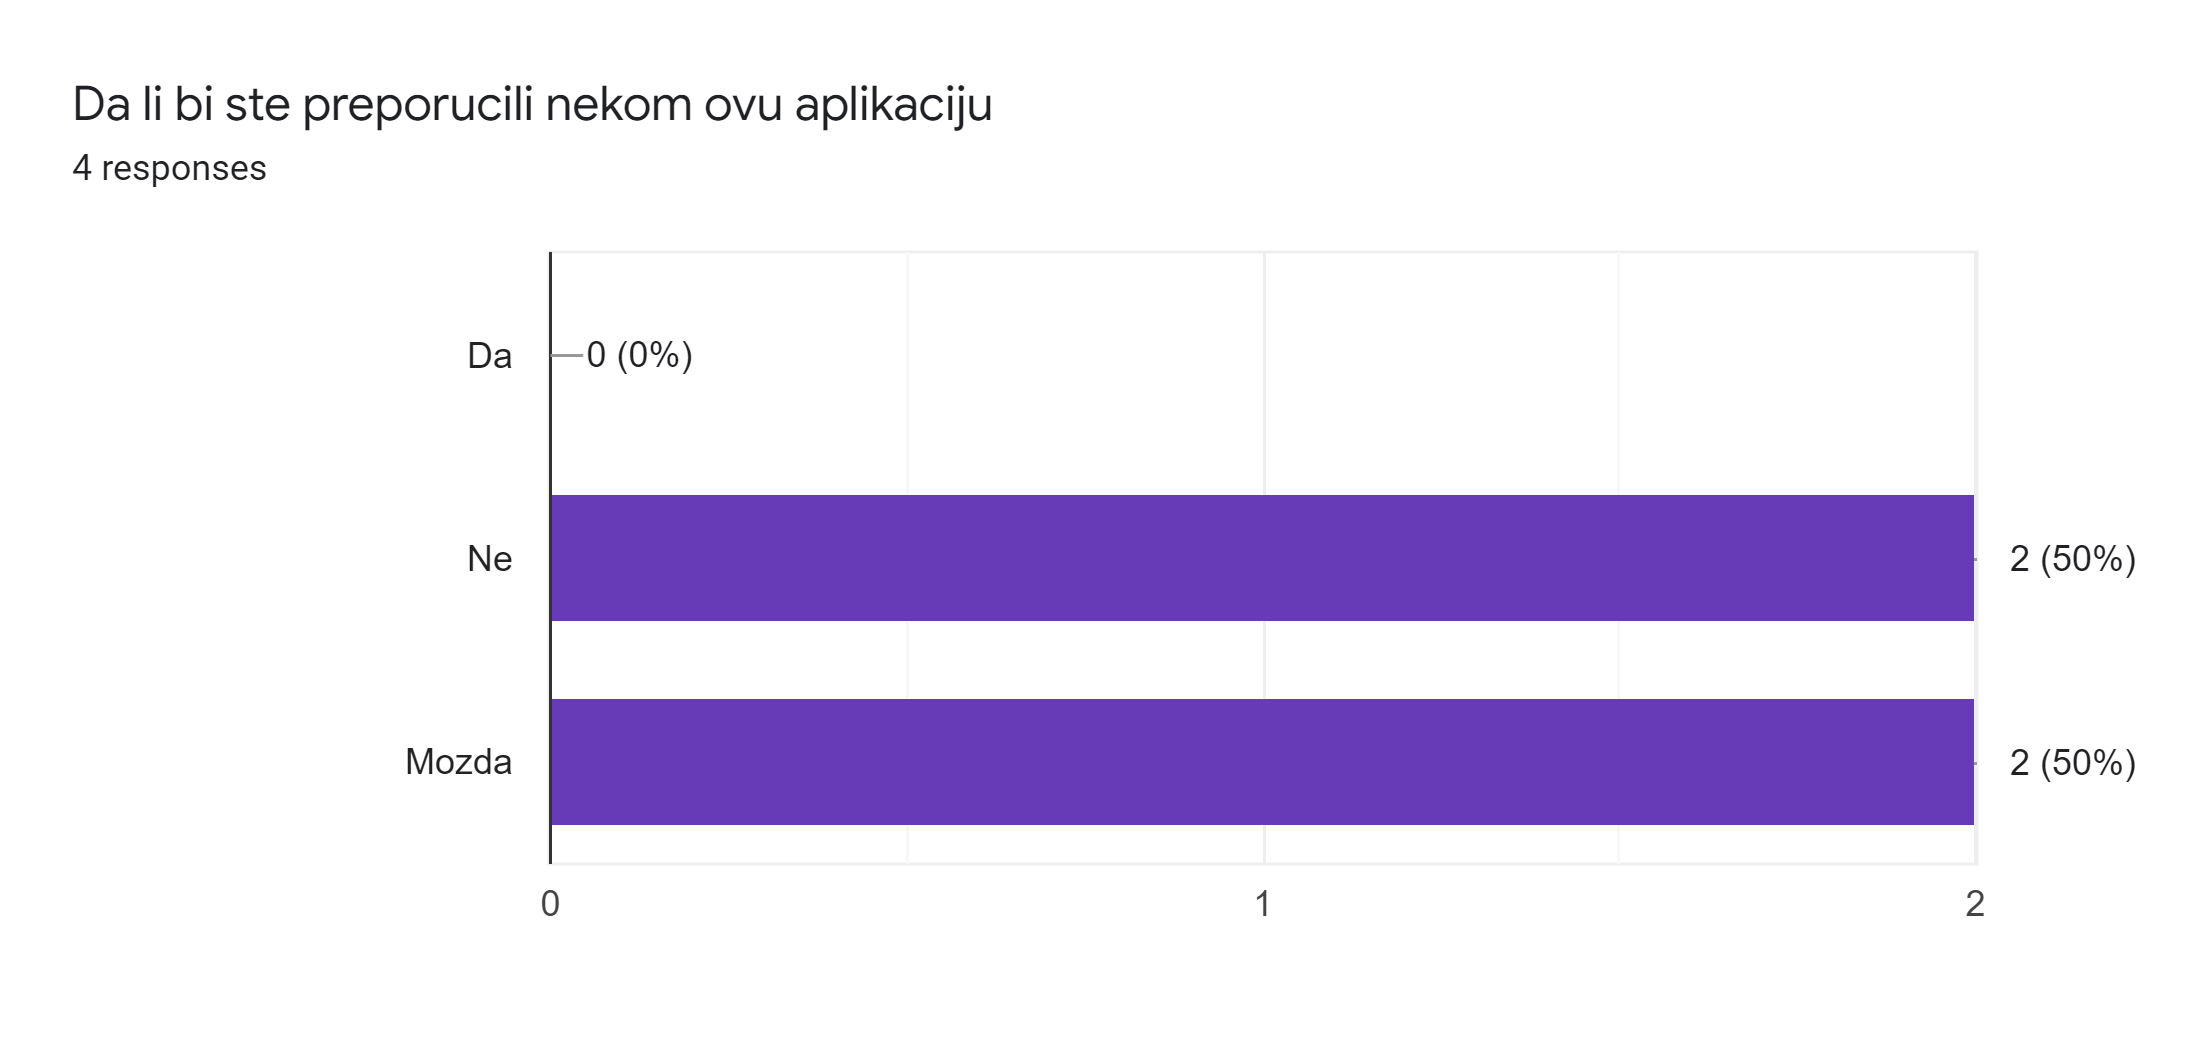 Da li bi ste preporucili nekom ovu aplikaciju
4 responses
Da
0 (0%)
Ne
2 (50%)
Mozda
2 (50%)
0
1
2